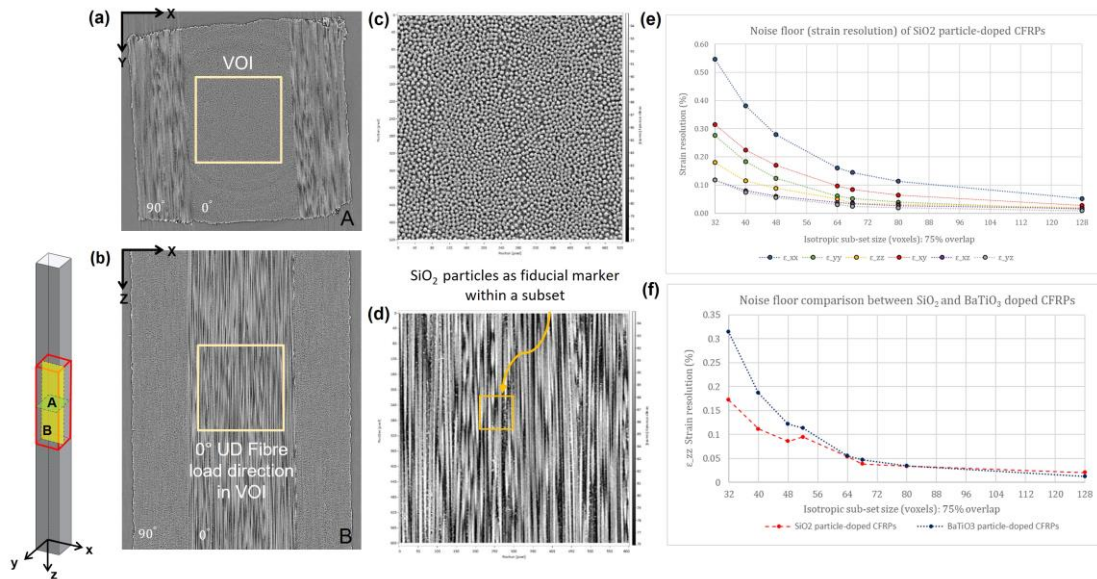 (a)
X
Y
VOI
90°
0°
A
(b)
X
Z
0° UD Fibre
load direction
in VOI
90°
0°
B
A
B
y
x
z
(c)
SiO₂ particles as fiducial marker
within a subset
(d)
(e)
Noise floor (strain resolution) of SiO2 particle-doped CFRPs
Strain resolution (%)
0.60
0.50
0.40
0.30
0.20
0.10
0.00
32 40 48 56 64 72 80 88 96 104 112 120 128
Isotropic sub-set size (voxels): 75% overlap
ε_xx ε_yy ε_zz ε_xy ε_xz ε_yz
(f)
Noise floor comparison between SiO₂ and BaTiO₃ doped CFRPs
ε_zz Strain resolution (%)
0.35
0.3
0.25
0.2
0.15
0.1
0.05
0
32 40 48 56 64 72 80 88 96 104 112 120 128
Isotropic sub-set size (voxels): 75% overlap
SiO2 particle-doped CFRPs BaTiO3 particle-doped CFRPs